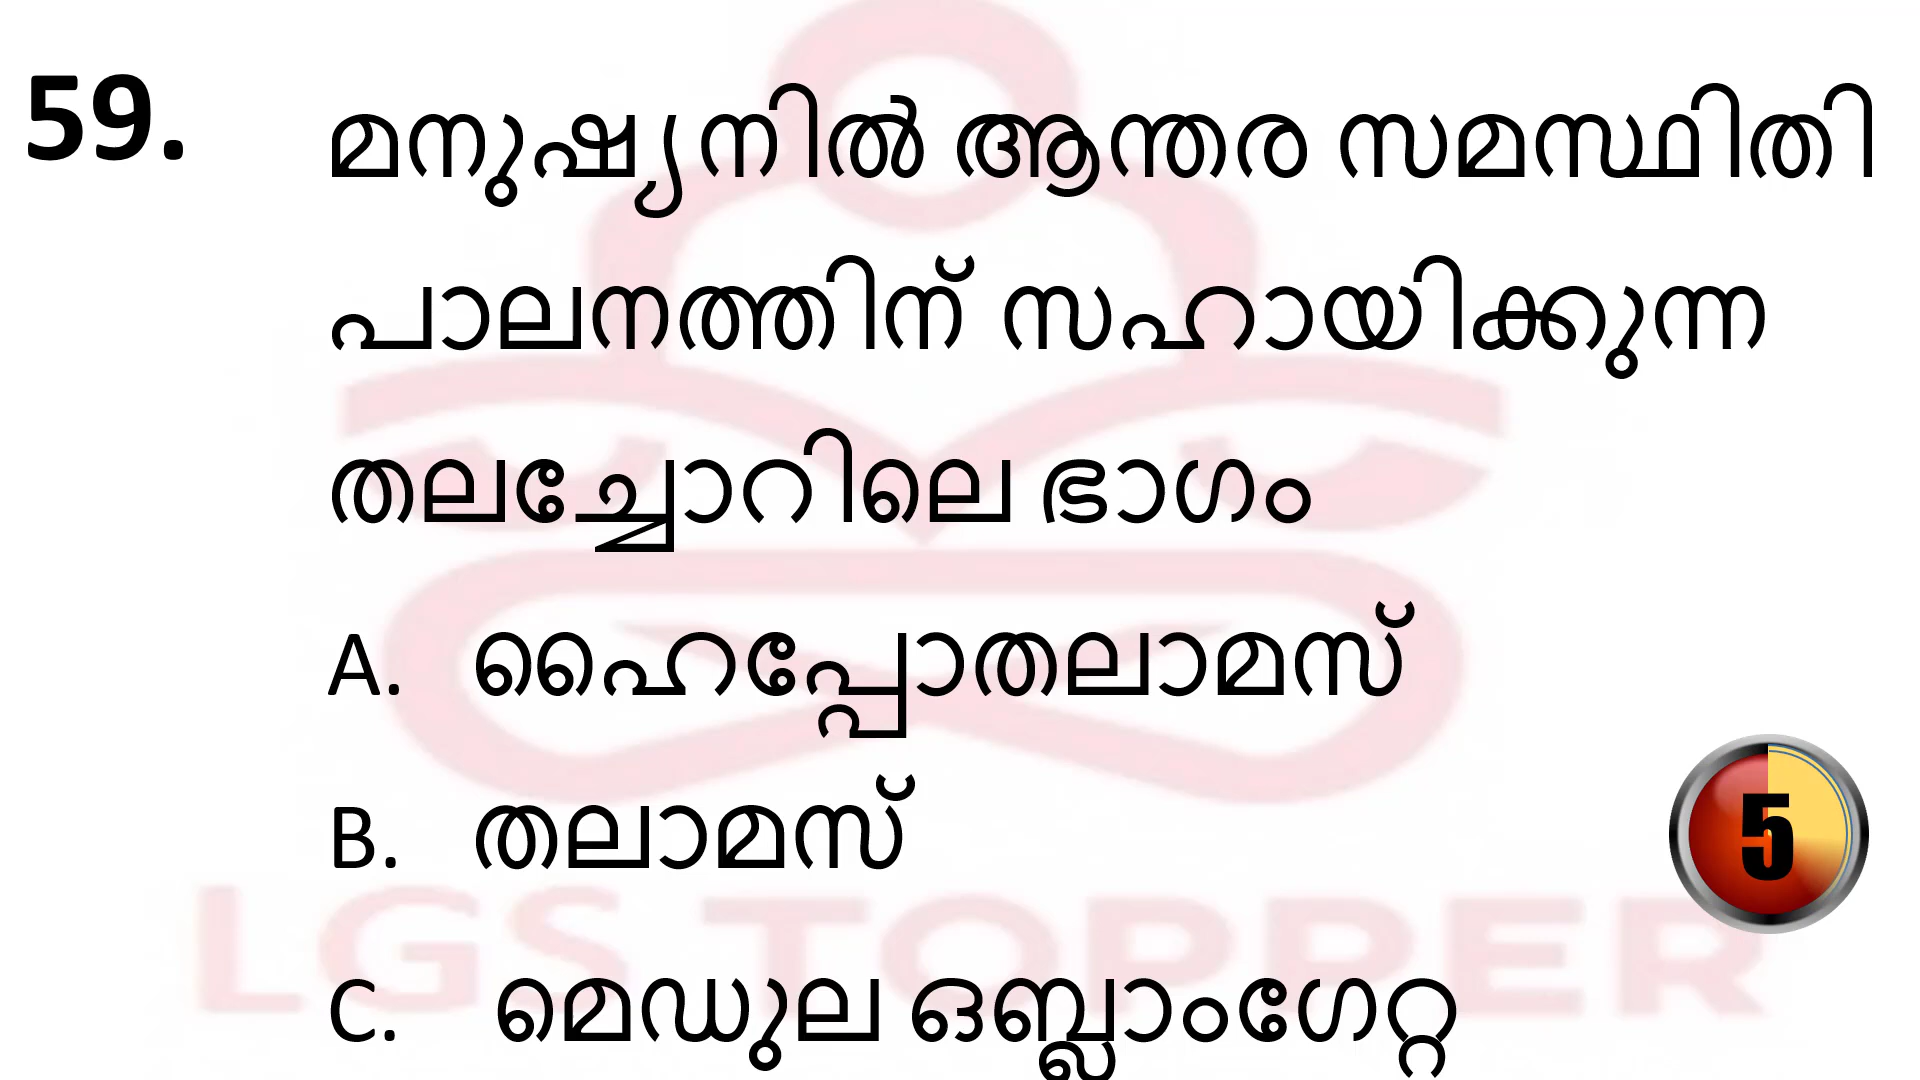 59. മനുഷ്യനിൽ ആന്തര സമസ്ഥിതി
പാലനത്തിന് സഹായിക്കുന്ന
തലച്ചോറിലെ ഭാഗം
A. ഹൈപ്പോതലാമസ്
B. തലാമസ്
5
LGS TOPPER
C. മെഡുല ഒബ്ലാംഗേറ്റ